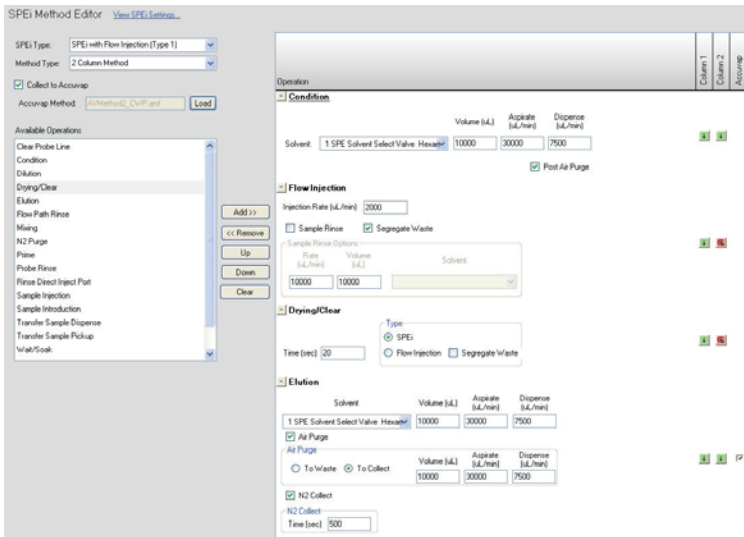 SPEi Method Editor View SPEi Settings...
SPEi Type: SPEi with Flow Injection (Type 1)
Method Type: 2 Column Method
Collect to Accuvap
Accuvap Method: AVMethod2_CWP.amf Load
Available Operations
Clear Probe Line
Condition
Dilution
Drying/Clear
Elution
Flow Path Rinse
Mixing
N2 Purge
Prime
Probe Rinse
Rinse Direct Inject Port
Sample Injection
Sample Introduction
Transfer Sample Dispense
Transfer Sample Pickup
Wait/Soak
Add >>
<< Remove
Up
Down
Clear
Operation
Column 1
Column 2
Accuvap
Condition
Volume (uL) Aspirate (uL/min) Dispense (uL/min)
Solvent: 1 SPE Solvent Select Valve Hexan 10000 30000 7500
Post Air Purge
Flow Injection
Injection Rate (uL/min) 2000
Sample Rinse Segregate Waste
Sample Rinse Options
Rate (uL/min) Volume (uL) Solvent
10000 10000
Drying/Clear
Type
SPEi
Time (sec) 20 Flow Injection Segregate Waste
Elution
Solvent Volume (uL) Aspirate (uL/min) Dispense (uL/min)
1 SPE Solvent Select Valve Hexan 10000 30000 7500
Air Purge
Air Purge
To Waste To Collect Volume (uL) Aspirate (uL/min) Dispense (uL/min)
10000 30000 7500
N2 Collect
N2 Collect
Time (sec) 500